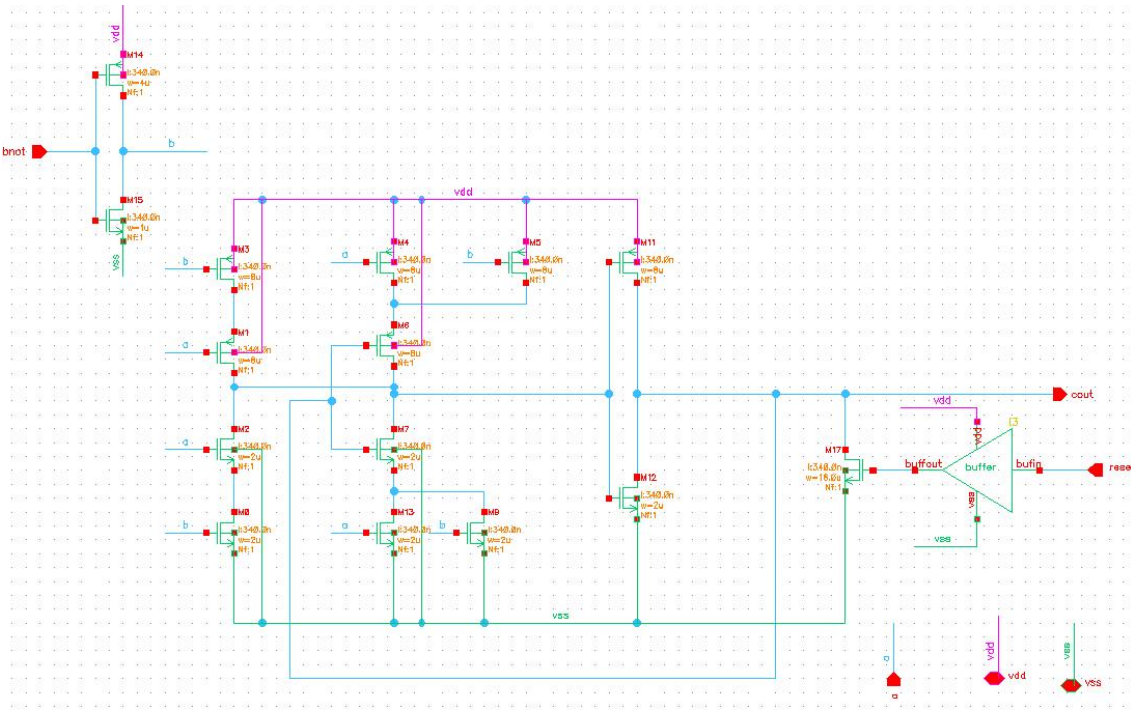 vdd
M14
l:340.0n
w=4u
Nf:1
bnot
b
M15
l:340.0n
w=1u
Nf:1
vss
vdd
M3
l:340.0n
w=8u
Nf:1
b
M4
l:340.0n
w=8u
Nf:1
a
M5
l:340.0n
w=8u
Nf:1
b
M11
l:340.0n
w=8u
Nf:1
M1
l:340.0n
w=8u
Nf:1
a
M6
l:340.0n
w=8u
Nf:1
cout
M2
l:340.0n
w=2u
Nf:1
a
M7
l:340.0n
w=2u
Nf:1
M17
l:340.0n
Nf:1
vdd
I3
vdd
buffout
buffer
bufin
rese
vss
vss
M12
l:340.0n
w=2u
Nf:1
M0
l:340.0n
w=2u
Nf:1
b
M13
l:340.0n
w=2u
Nf:1
a
l:340.0n
w=2u
Nf:1
b
vss
a
a
vdd
vdd
vss
vss